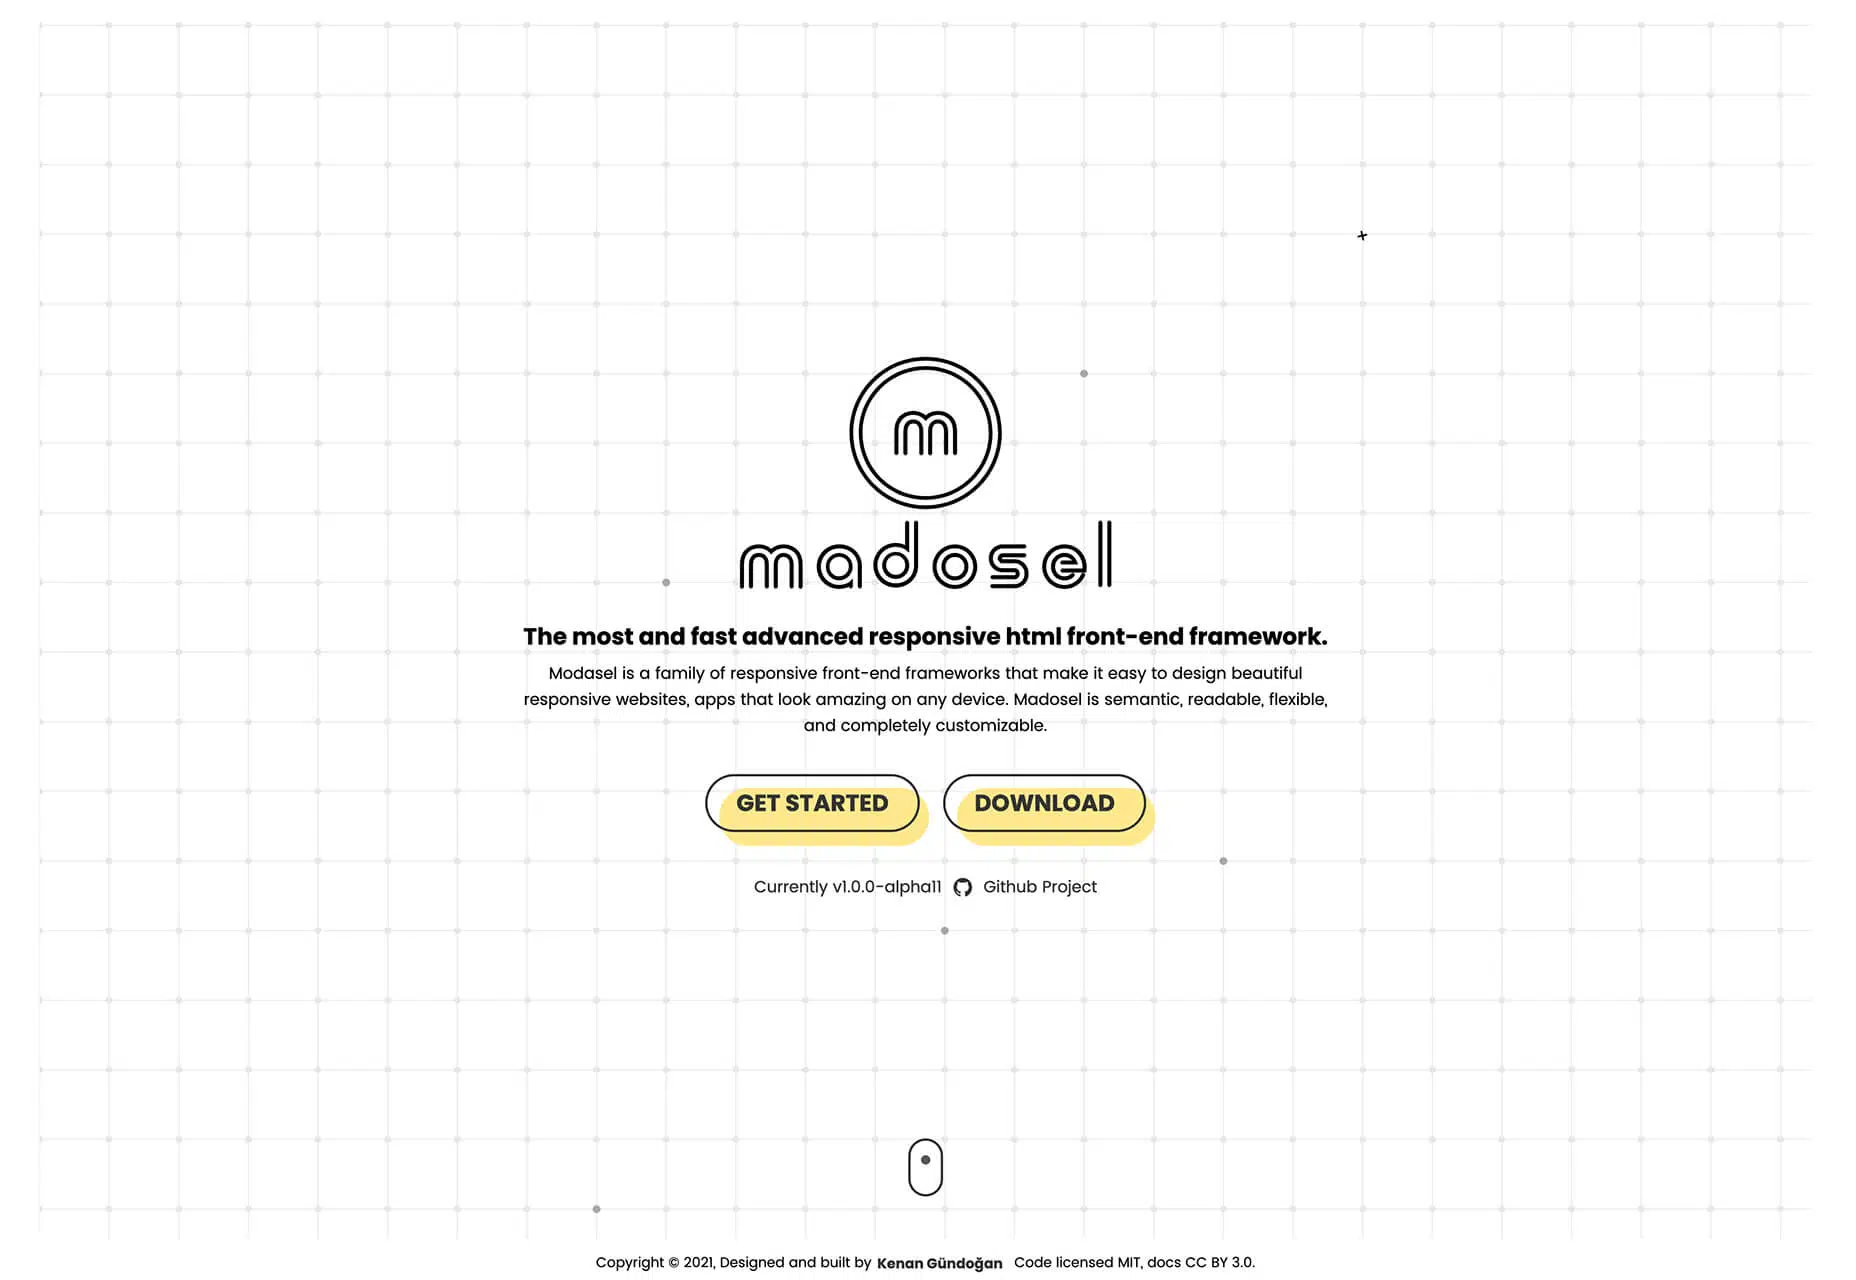 m
madosel
The most and fast advanced responsive html front-end framework.
Modasel is a family of responsive front-end frameworks that make it easy to design beautiful
responsive websites, apps that look amazing on any device. Madosel is semantic, readable, flexible,
and completely customizable.
GET STARTED DOWNLOAD
Currently v1.0.0-alpha11 Github Project
Copyright © 2021, Designed and built by Kenan Gündoğan Code licensed MIT, docs CC BY 3.0.